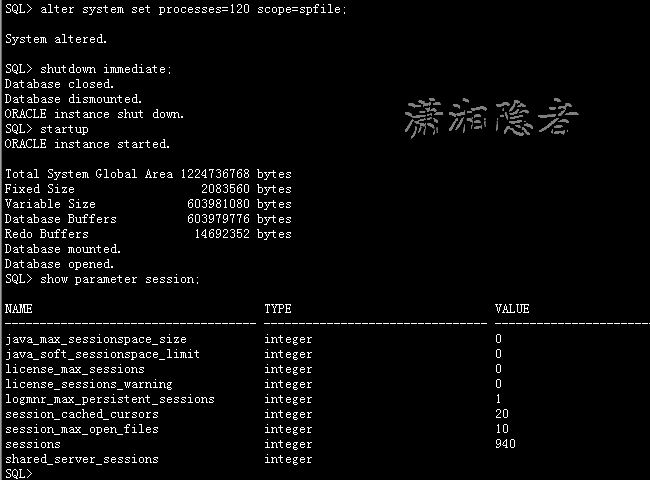 SQL> alter system set processes=120 scope=spfile;
System altered.
SQL> shutdown immediate;
Database closed.
Database dismounted.
ORACLE instance shut down.
潇湘隐者
SQL> startup
ORACLE instance started.
Total System Global Area 1224736768 bytes
Fixed Size 2083560 bytes
Variable Size 603981080 bytes
Database Buffers 603979776 bytes
Redo Buffers 14692352 bytes
Database mounted.
Database opened.
SQL> show parameter session;
NAME TYPE VALUE
------------------------------------ -------------------------------- ------------------------------
java_max_sessionspace_size integer 0
java_soft_sessionspace_limit integer 0
license_max_sessions integer 0
license_sessions_warning integer 0
logmnr_max_persistent_sessions integer 1
session_cached_cursors integer 20
session_max_open_files integer 10
sessions integer 940
shared_server_sessions integer
SQL>